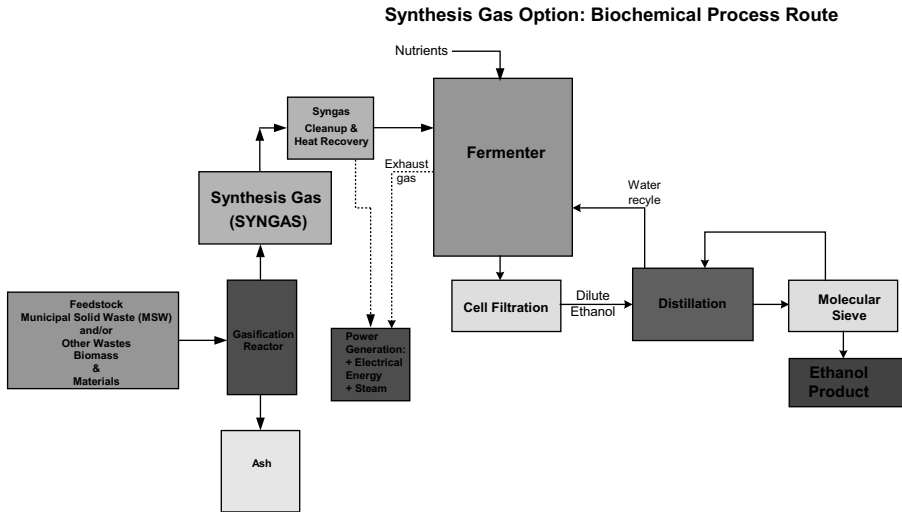 Synthesis Gas Option: Biochemical Process Route
Nutrients
Syngas
Cleanup &
Heat Recovery
Fermenter
Exhaust
gas
Synthesis Gas
(SYNGAS)
Water
recyle
Feedstock
Municipal Solid Waste (MSW)
and/or
Other Wastes
Biomass
&
Materials
Gasification
Reactor
Power
Generation:
+ Electrical
Energy
+ Steam
Cell Filtration
Dilute
Ethanol
Distillation
Molecular
Sieve
Ethanol
Product
Ash